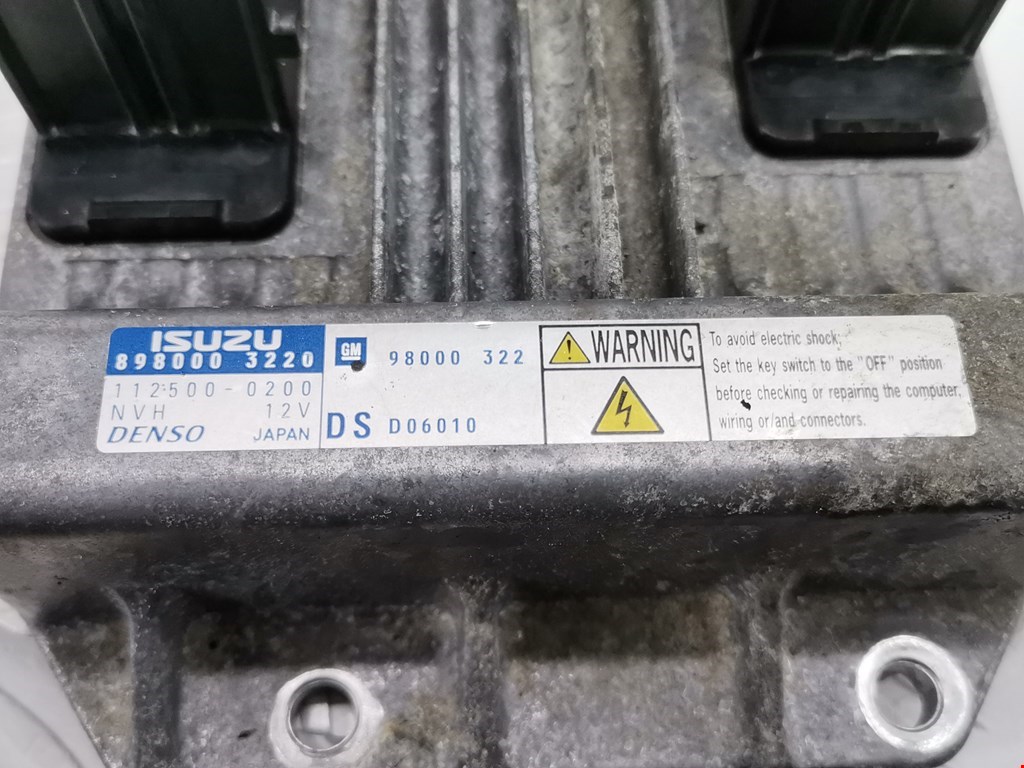 ISUZU
898000 3220
112500-0200
NVH 12V
DENSO JAPAN
GM 98000 322
DS D06010
WARNING
To avoid electric shock;
Set the key switch to the "OFF" position
before checking or repairing the computer,
wiring or/and connectors.